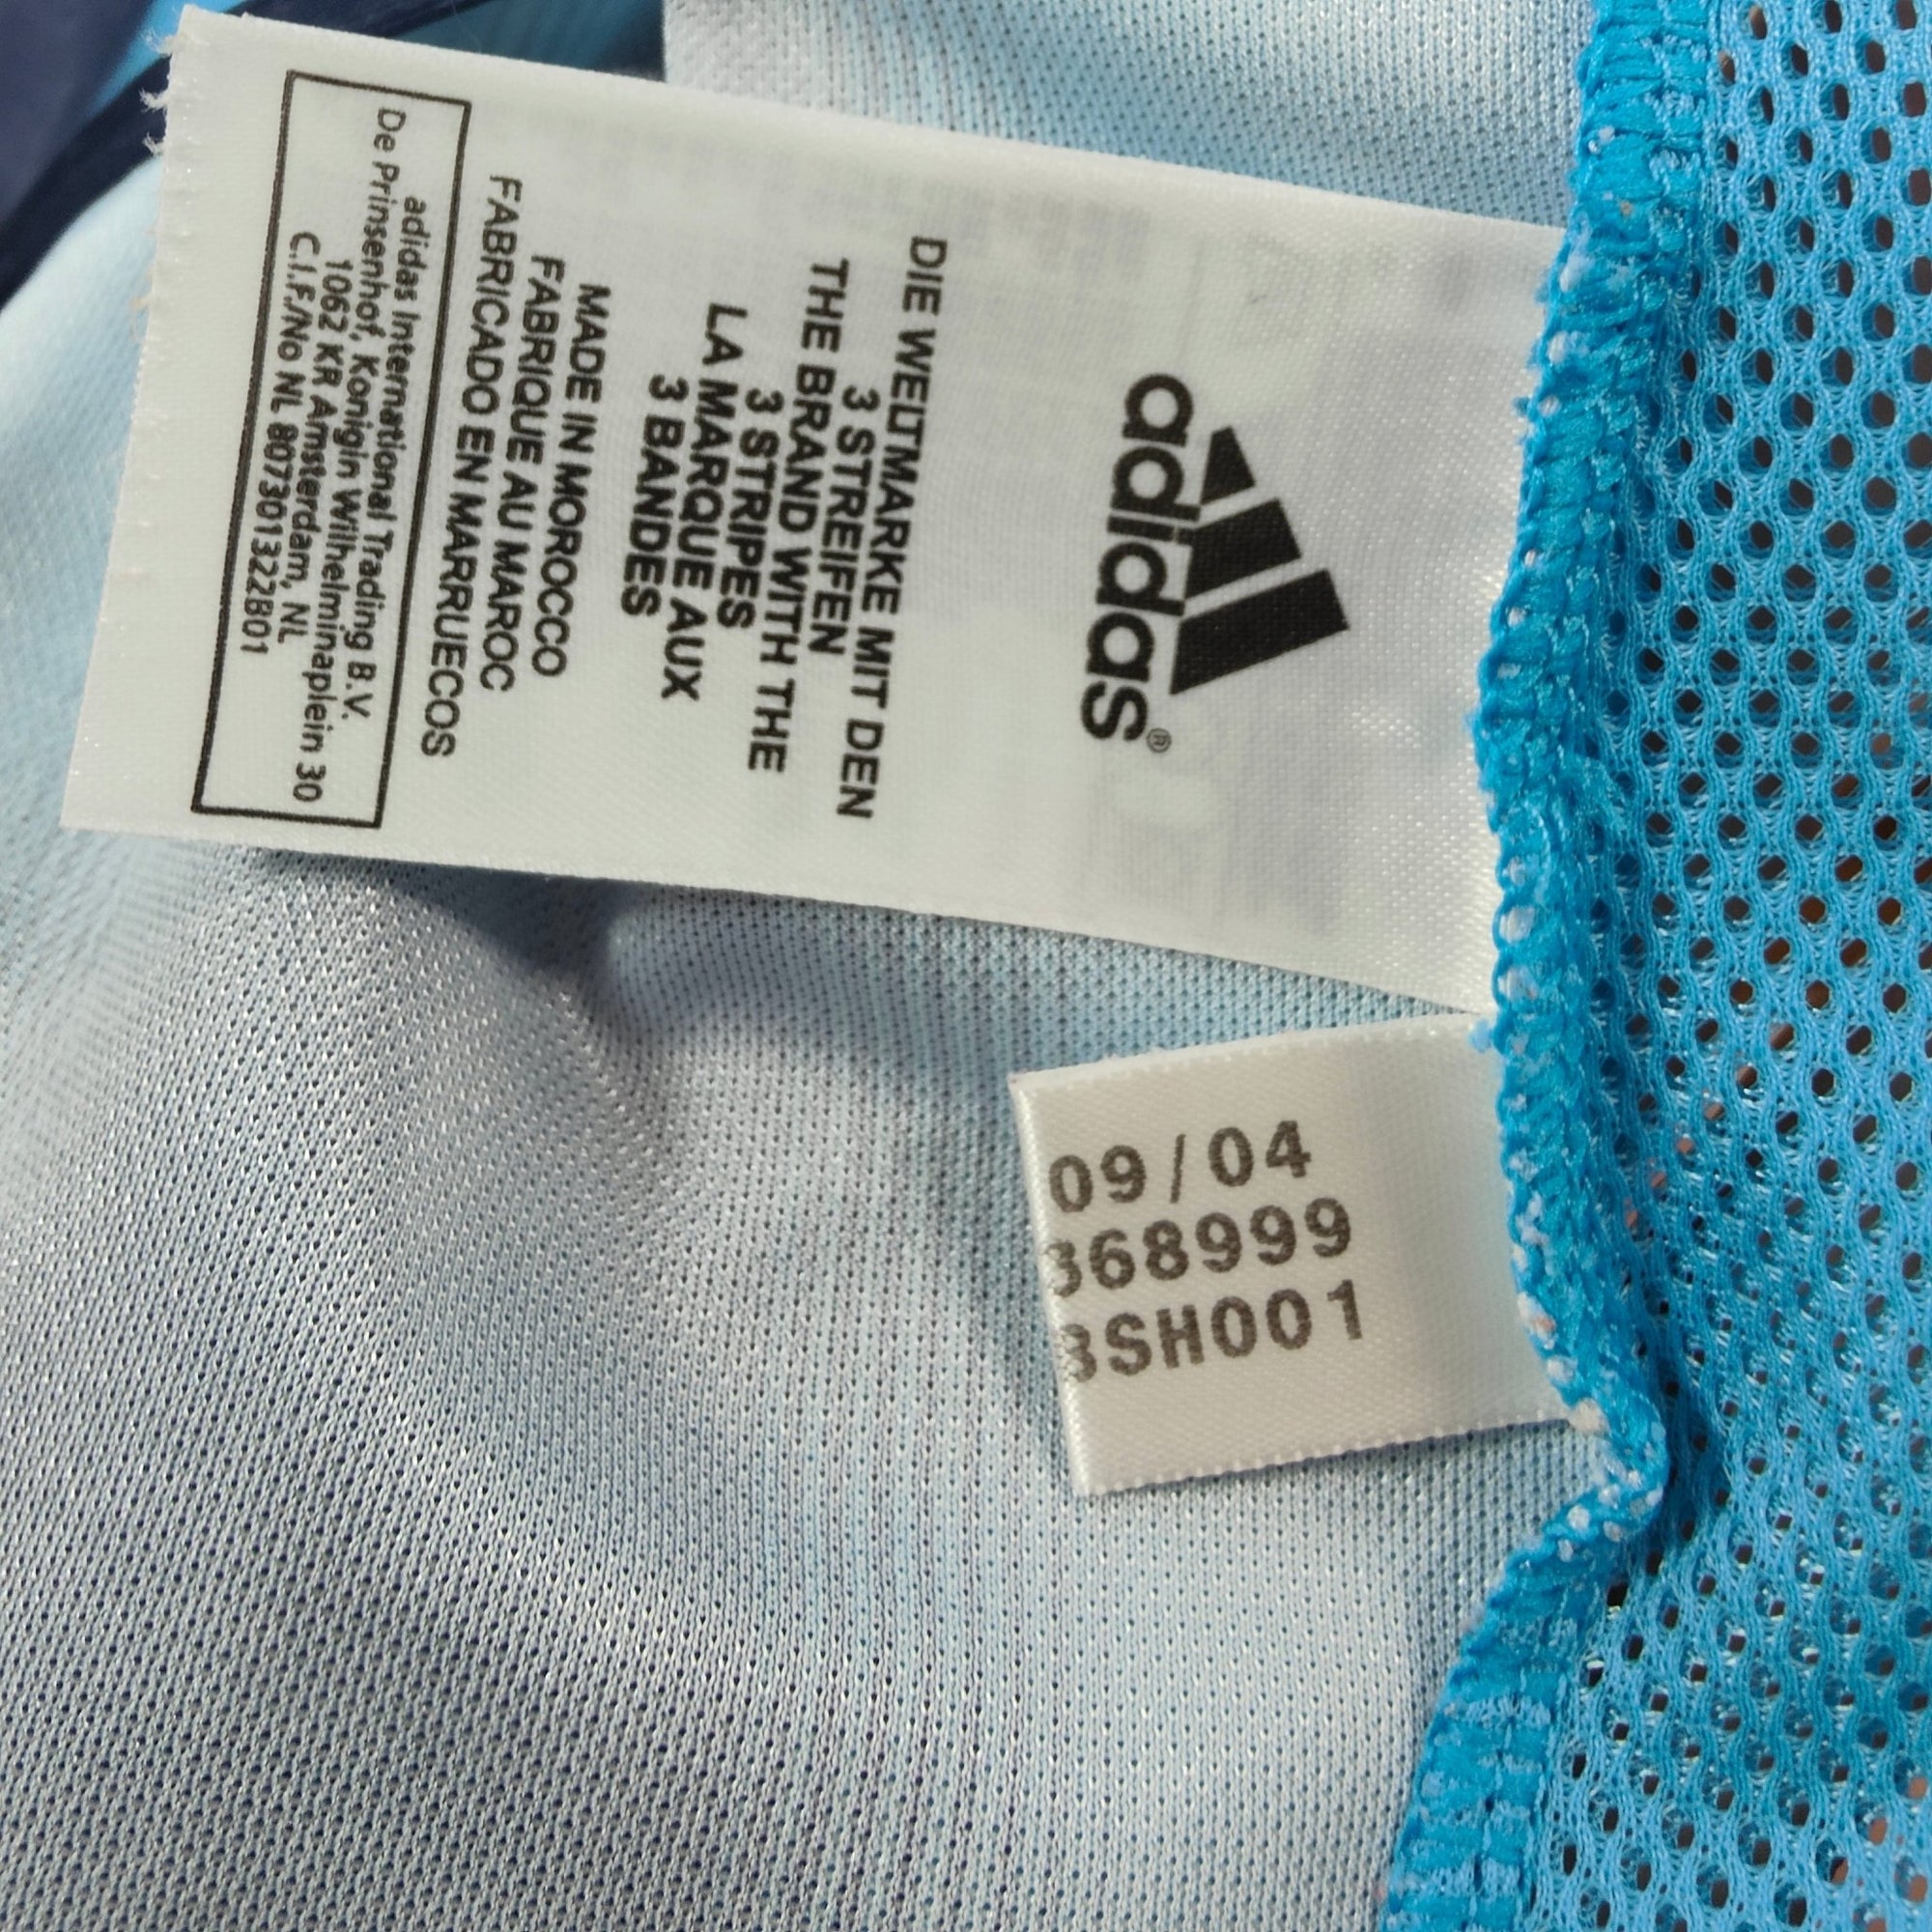 adidas®
DIE WELTMARKE MIT DEN
3 STREIFEN
THE BRAND WITH THE
3 STRIPES
LA MARQUE AUX
3 BANDES
MADE IN MOROCCO
FABRIQUE AU MAROC
FABRICADO EN MARRUECOS
adidas International Trading B.V.
De Prinsenhof, Konigin Wilhelminaplein 30
1062 KR Amsterdam, NL
C.I.F./No NL 807301322B01
09/04
368999
3SH001